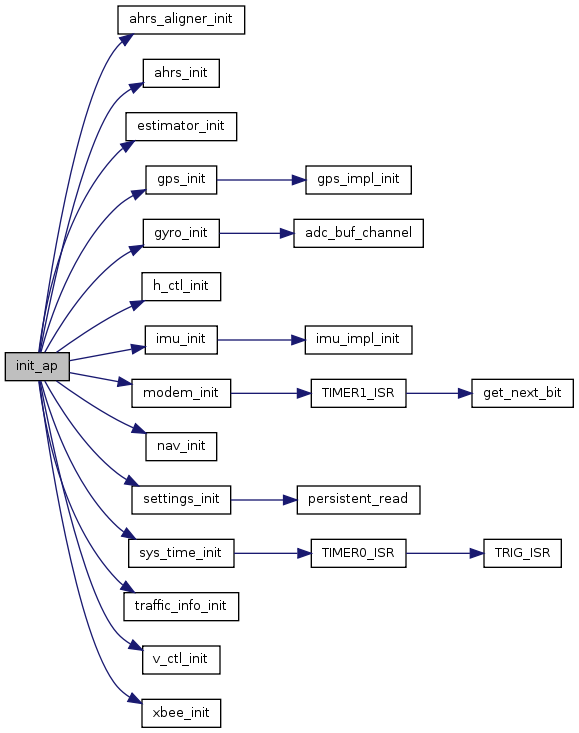 ahrs_aligner_init
ahrs_init
estimator_init
gps_init gps_impl_init
gyro_init adc_buf_channel
h_ctl_init
imu_init imu_impl_init
init_ap
modem_init TIMER1_ISR get_next_bit
nav_init
settings_init persistent_read
sys_time_init TIMER0_ISR TRIG_ISR
traffic_info_init
v_ctl_init
xbee_init